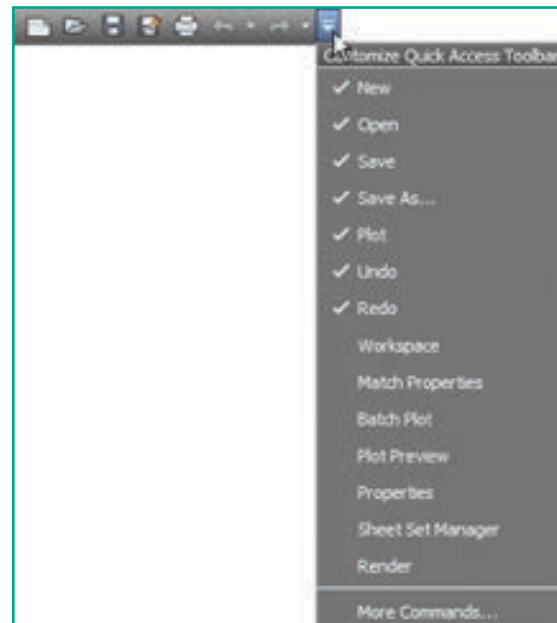 Customize Quick Access Toolbar
New
Open
Save
Save As...
Plot
Undo
Redo
Workspace
Match Properties
Batch Plot
Plot Preview
Properties
Sheet Set Manager
Render
More Commands...